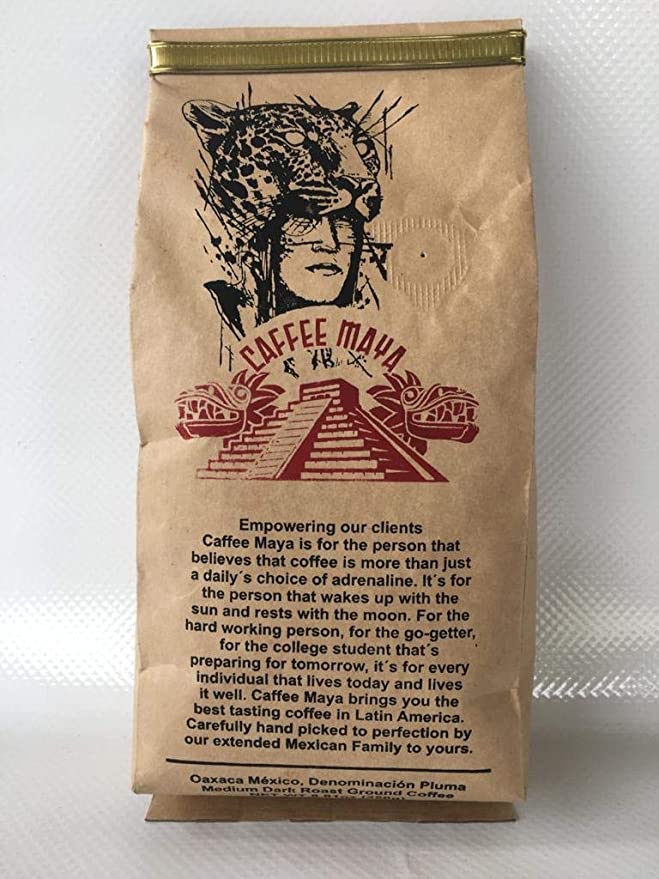 CAFFEE MAYA
Empowering our clients
Caffee Maya is for the person that
believes that coffee is more than just
a daily´s choice of adrenaline. It´s for
the person that wakes up with the
sun and rests with the moon. For the
hard working person, for the go-getter,
for the college student that´s
preparing for tomorrow, it´s for every
individual that lives today and lives
it well. Caffee Maya brings you the
best tasting coffee in Latin America.
Carefully hand picked to perfection by
our extended Mexican Family to yours.
Oaxaca México, Denominación Pluma
Medium Dark Roast Ground Coffee
NET WT